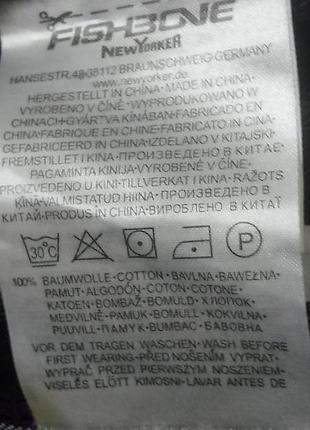 FISHBONE
NEWYORKER
HANSESTR.48•38112 BRAUNSCHWEIG•GERMANY
www.newyorker.de
HERGESTELLT IN CHINA•MADE IN CHINA•
VYROBENO V ČÍNĚ•WYPRODUKOWANO W
CHINACH•GYÁRTVA KÍNÁBAN•FABRICADO EN
CHINA•FABRIQUE EN CHINE•FABRICATO IN CINA•
GEFABRICEERD IN CHINA•IZDELANO V KITAJSKI•
FREMSTILLET I KINA•ПРОИЗВЕДЕНО В КИТАЕ•
PAGAMINTA KINIJA•VYROBENÉ V ČÍNE•
PROIZVEDENO U KINI•TILLVERKAT I KINA•RAŽOTS
KĪNA•VALMISTATUD HIINA•ПРОИЗВЕДЕНО В
КИТАЙ•PRODUS IN CHINA•ВИРОБЛЕНО В КИТАЇ
30°C P
100% BAUMWOLLE•COTTON•BAVLNA•BAWEŁNA•
PAMUT•ALGODÓN•COTON•COTONE•
KATOEN•BOMBAŽ•BOMULD•ХЛОПОК•
MEDVILNĖ•PAMUK•BOMULL•KOKVILNA•
PUUVILL•ПАМУК•BUMBAC•БАВОВНА
VOR DEM TRAGEN WASCHEN•WASH BEFORE
FIRST WEARING•PŘED NOŠENÍM VYPRAT•
WYPRAĆ PRZED PIERWSZYM NOSZENIEM•
VISELÉS ELŐTT KIMOSNI•LAVAR ANTES DE